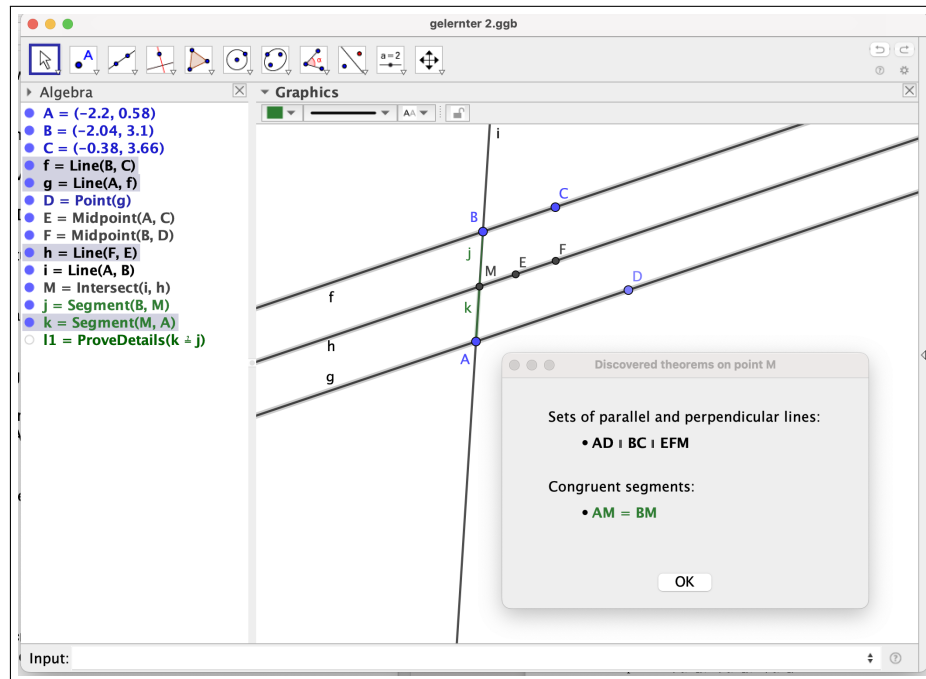 gelernter 2.ggb
A
α
a=2
Algebra
Graphics
AA
A = (-2.2, 0.58)
B = (-2.04, 3.1)
C = (-0.38, 3.66)
f = Line(B, C)
g = Line(A, f)
D = Point(g)
E = Midpoint(A, C)
F = Midpoint(B, D)
h = Line(F, E)
i = Line(A, B)
M = Intersect(i, h)
j = Segment(B, M)
k = Segment(M, A)
l1 = ProveDetails(k ≟ j)
i
C
B
j
F
M
E
D
f
k
h
A
g
Discovered theorems on point M
Sets of parallel and perpendicular lines:
• AD ∥ BC ∥ EFM
Congruent segments:
• AM = BM
OK
Input: